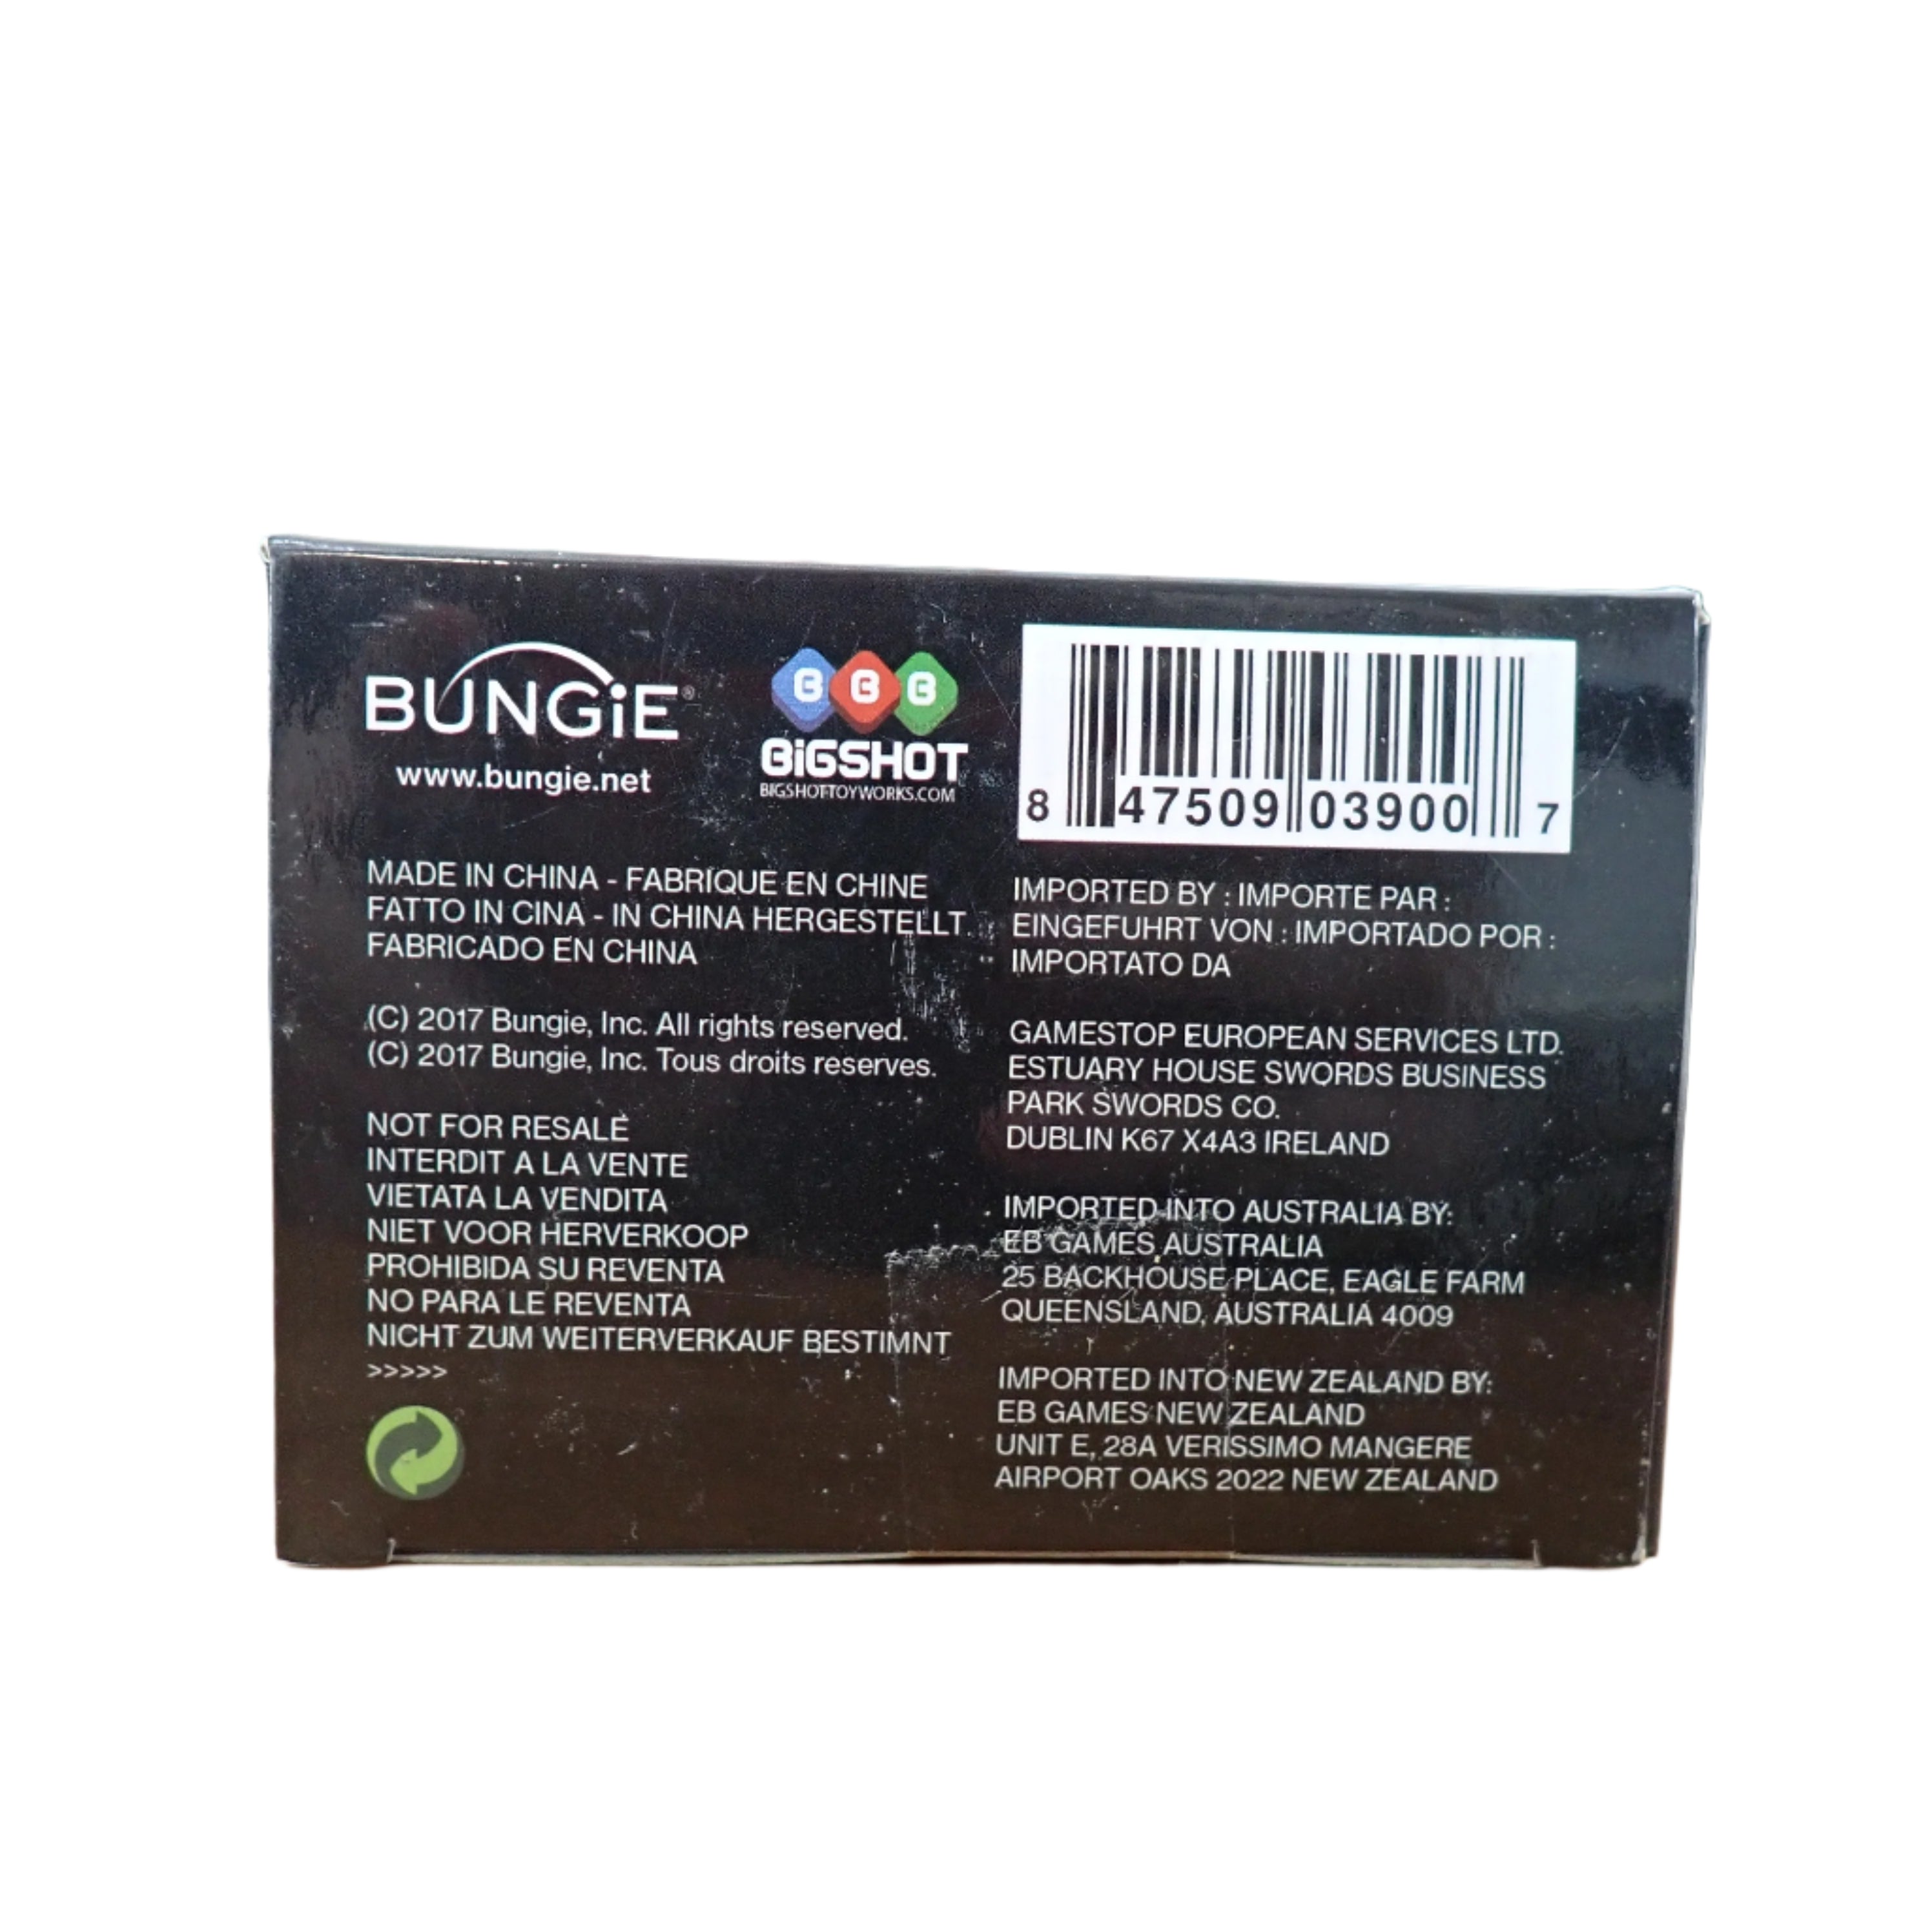 BUNGiE®
www.bungie.net
B B B
BiGSHOT
BIGSHOTTOYWORKS.COM
8 47509 03900 7
MADE IN CHINA - FABRIQUE EN CHINE
FATTO IN CINA - IN CHINA HERGESTELLT
FABRICADO EN CHINA
(C) 2017 Bungie, Inc. All rights reserved.
(C) 2017 Bungie, Inc. Tous droits reserves.
NOT FOR RESALE
INTERDIT A LA VENTE
VIETATA LA VENDITA
NIET VOOR HERVERKOOP
PROHIBIDA SU REVENTA
NO PARA LE REVENTA
NICHT ZUM WEITERVERKAUF BESTIMNT
>>>>>
IMPORTED BY : IMPORTE PAR :
EINGEFUHRT VON : IMPORTADO POR :
IMPORTATO DA
GAMESTOP EUROPEAN SERVICES LTD.
ESTUARY HOUSE SWORDS BUSINESS
PARK SWORDS CO.
DUBLIN K67 X4A3 IRELAND
IMPORTED INTO AUSTRALIA BY:
EB GAMES AUSTRALIA
25 BACKHOUSE PLACE, EAGLE FARM
QUEENSLAND, AUSTRALIA 4009
IMPORTED INTO NEW ZEALAND BY:
EB GAMES NEW ZEALAND
UNIT E, 28A VERISSIMO MANGERE
AIRPORT OAKS 2022 NEW ZEALAND